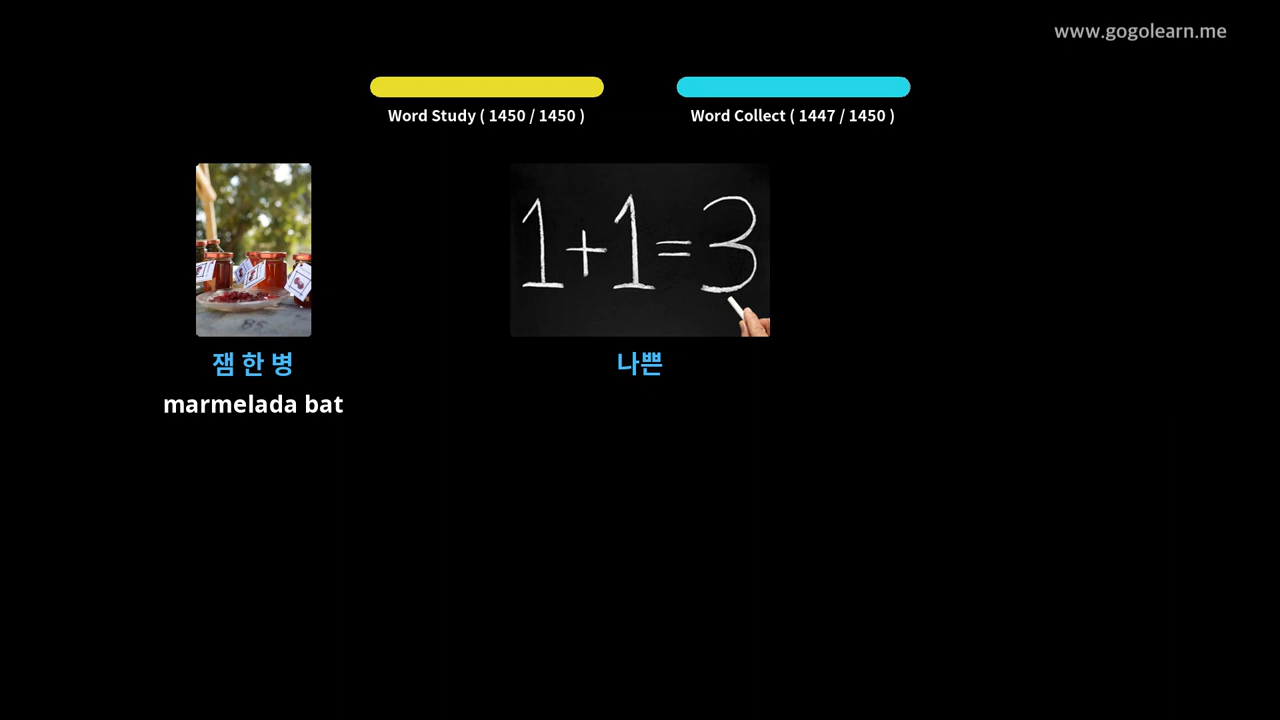 www.gogolearn.me
Word Study ( 1450 / 1450 )
Word Collect ( 1447 / 1450 )
1+1=3
잼 한 병
나쁜
marmelada bat